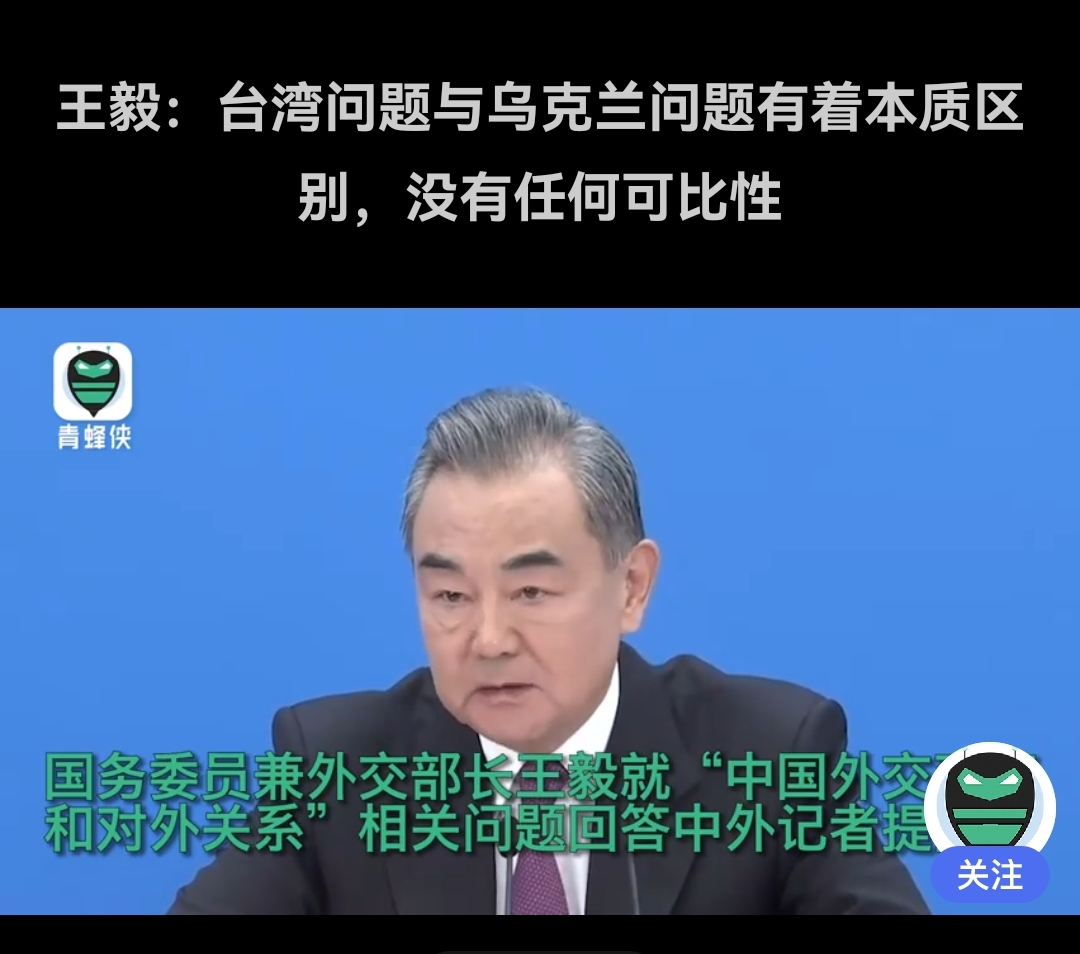 王毅：台湾问题与乌克兰问题有着本质区
别，没有任何可比性
青蜂侠
国务委员兼外交部长王毅就“中国外交
和对外关系”相关问题回答中外记者提
关注